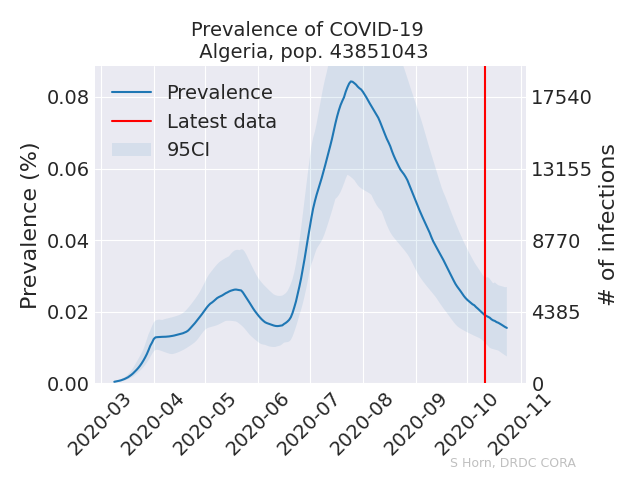 Prevalence of COVID-19
Algeria, pop. 43851043
Prevalence
Latest data
95CI
Prevalence (%)
0.08
0.06
0.04
0.02
0.00
17540
13155
8770
4385
0
# of infections
2020-03
2020-04
2020-05
2020-06
2020-07
2020-08
2020-09
2020-10
2020-11
S Horn, DRDC CORA